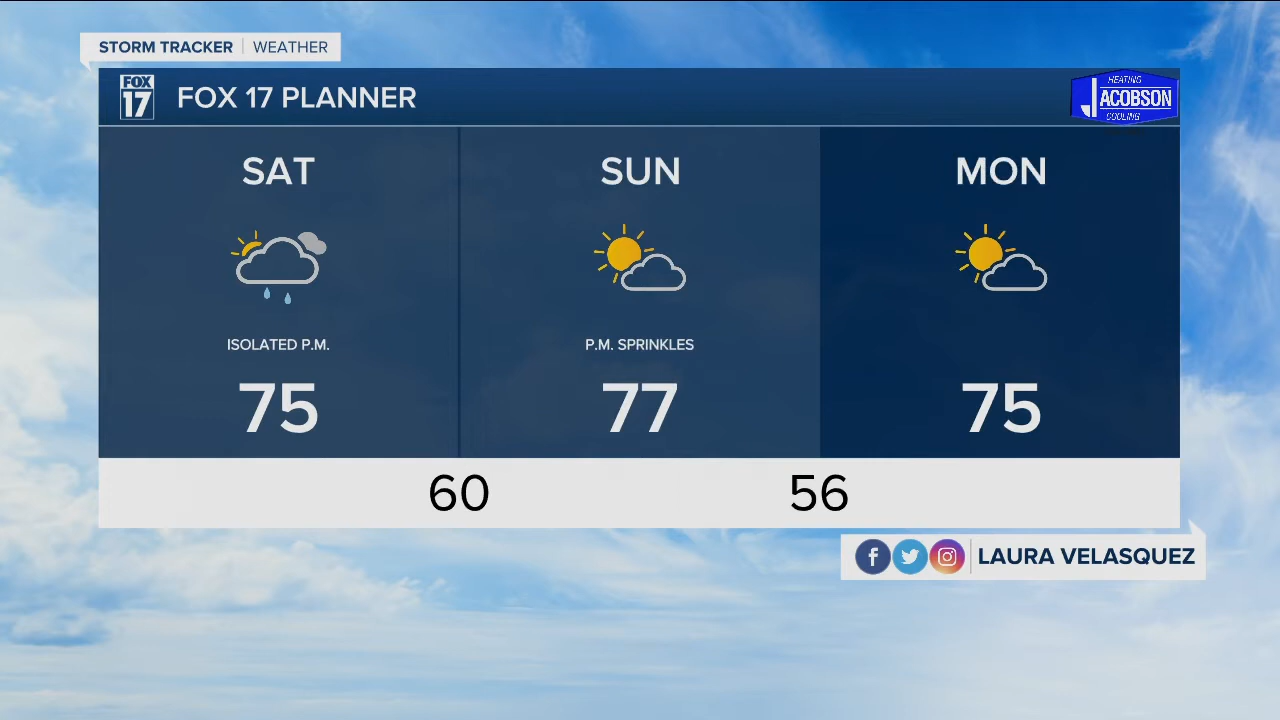 STORM TRACKER | WEATHER
FOX 17
FOX 17 PLANNER
HEATING
JACOBSON
COOLING
SAT
SUN
MON
ISOLATED P.M.
P.M. SPRINKLES
75
77
75
60
56
LAURA VELASQUEZ